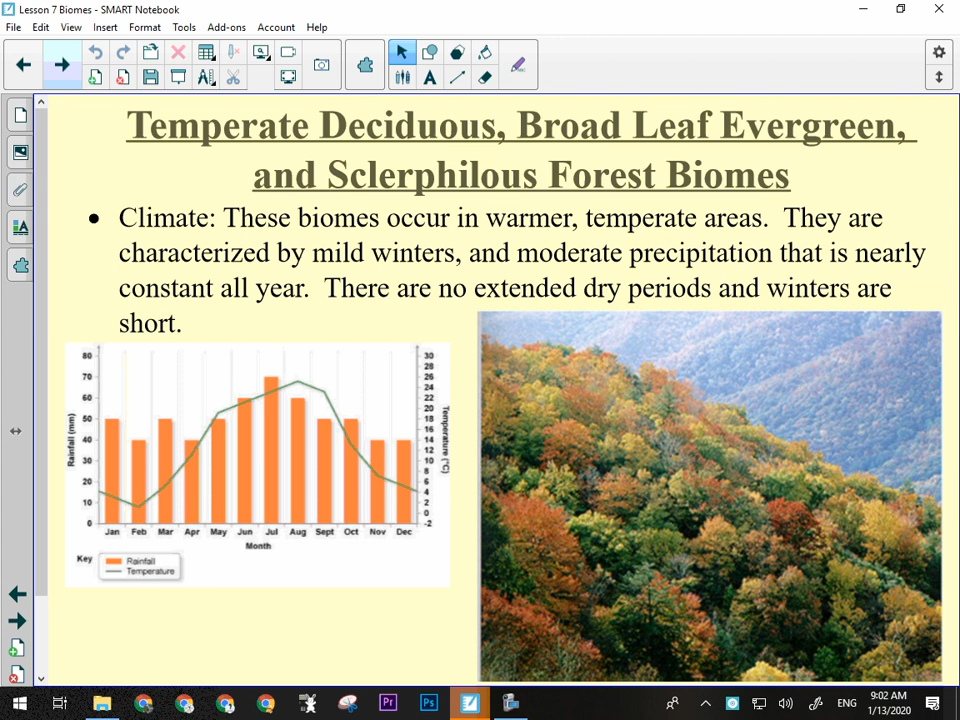 Lesson 7 Biomes - SMART Notebook
File Edit View Insert Format Tools Add-ons Account Help
Temperate Deciduous, Broad Leaf Evergreen,
and Sclerphilous Forest Biomes
• Climate: These biomes occur in warmer, temperate areas. They are
characterized by mild winters, and moderate precipitation that is nearly
constant all year. There are no extended dry periods and winters are
short.
Rainfall (mm)
80
70
60
50
40
30
20
10
0
30
28
26
24
22
20
18
16
14
12
10
8
6
4
2
0
-2
Temperature (°C)
Jan Feb Mar Apr May Jun Jul Aug Sept Oct Nov Dec
Month
Key
Rainfall
Temperature
Pr
Ps
ENG
9:02 AM
1/13/2020